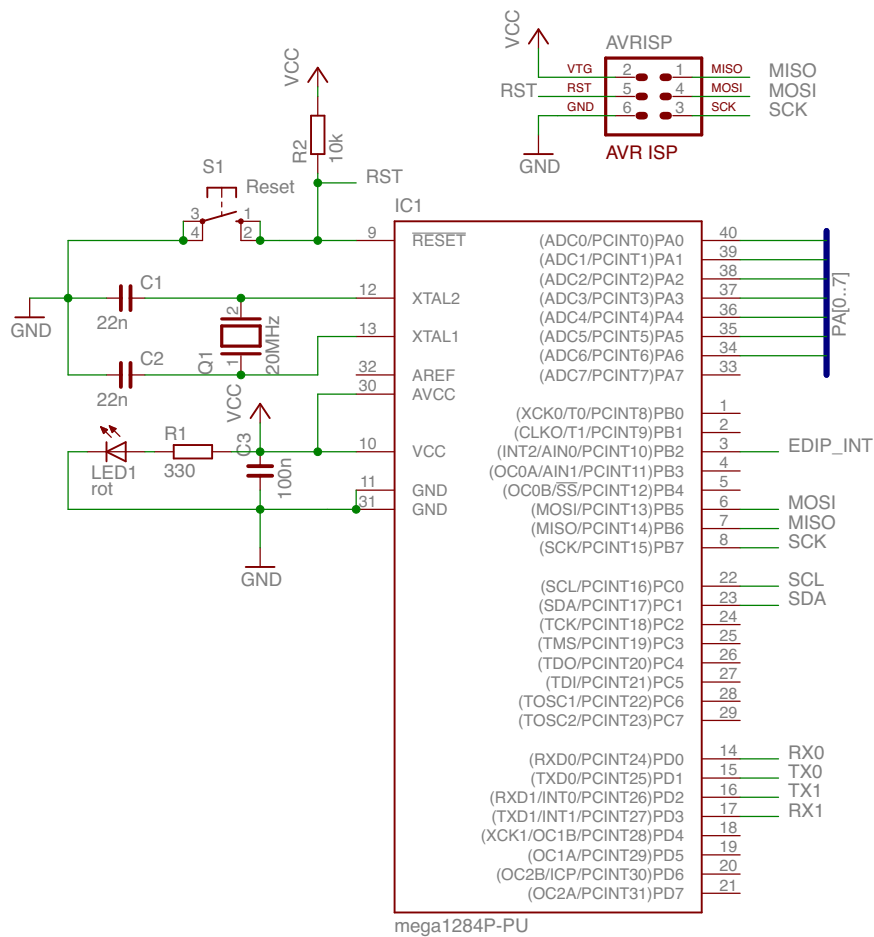 VCC
AVRISP
VTG 2 1 MISO MISO
RST RST 5 4 MOSI MOSI
GND 6 3 SCK SCK
GND
AVR ISP
VCC
R2
10k
RST
S1
Reset
3 1
4 2
IC1
9 RESET
12 XTAL2
13 XTAL1
32 AREF
30 AVCC
10 VCC
11 GND
31 GND
GND
C1
22n
C2
22n
2
Q1
1
20MHz
VCC
C3
100n
R1
330
LED1
rot
GND
(ADC0/PCINT0)PA0 40
(ADC1/PCINT1)PA1 39
(ADC2/PCINT2)PA2 38
(ADC3/PCINT3)PA3 37
(ADC4/PCINT4)PA4 36
(ADC5/PCINT5)PA5 35
(ADC6/PCINT6)PA6 34
(ADC7/PCINT7)PA7 33
PA[0..7]
(XCK0/T0/PCINT8)PB0 1
(CLKO/T1/PCINT9)PB1 2
(INT2/AIN0/PCINT10)PB2 3 EDIP_INT
(OC0A/AIN1/PCINT11)PB3 4
(OC0B/SS/PCINT12)PB4 5
(MOSI/PCINT13)PB5 6 MOSI
(MISO/PCINT14)PB6 7 MISO
(SCK/PCINT15)PB7 8 SCK
(SCL/PCINT16)PC0 22 SCL
(SDA/PCINT17)PC1 23 SDA
(TCK/PCINT18)PC2 24
(TMS/PCINT19)PC3 25
(TDO/PCINT20)PC4 26
(TDI/PCINT21)PC5 27
(TOSC1/PCINT22)PC6 28
(TOSC2/PCINT23)PC7 29
(RXD0/PCINT24)PD0 14 RX0
(TXD0/PCINT25)PD1 15 TX0
(RXD1/INT0/PCINT26)PD2 16 TX1
(TXD1/INT1/PCINT27)PD3 17 RX1
(XCK1/OC1B/PCINT28)PD4 18
(OC1A/PCINT29)PD5 19
(OC2B/ICP/PCINT30)PD6 20
(OC2A/PCINT31)PD7 21
mega1284P-PU